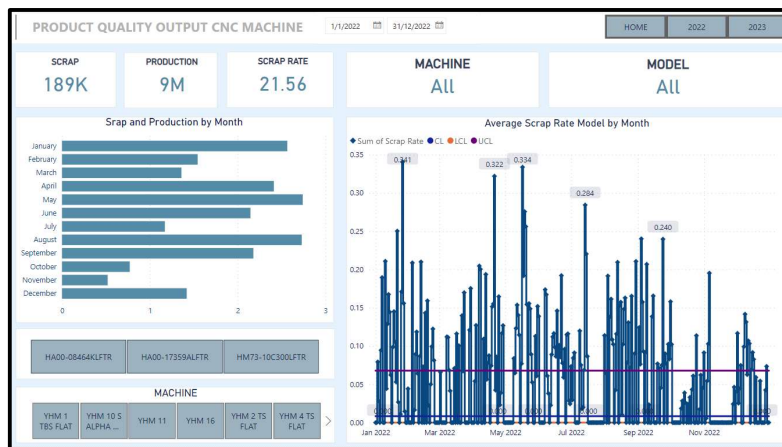 PRODUCT QUALITY OUTPUT CNC MACHINE
1/1/2022
31/12/2022
HOME
2022
2023
SCRAP
189K
PRODUCTION
9M
SCRAP RATE
21.56
MACHINE
All
MODEL
All
Srap and Production by Month
January
February
March
April
May
June
July
August
September
October
November
December
0
1
2
3
HA00-08464KLFTR
HA00-17359ALFTR
HM73-10C300LFTR
MACHINE
YHM 1 TBS FLAT
YHM 10 S ALPHA ...
YHM 11
YHM 16
YHM 2 TS FLAT
YHM 4 TS FLAT
Average Scrap Rate Model by Month
Sum of Scrap Rate
CL
LCL
UCL
0.35
0.30
0.25
0.20
0.15
0.10
0.05
0.00
0.341
0.322
0.334
0.284
0.240
0.000
0.000
0.000
Jan 2022
Mar 2022
May 2022
Jul 2022
Sep 2022
Nov 2022